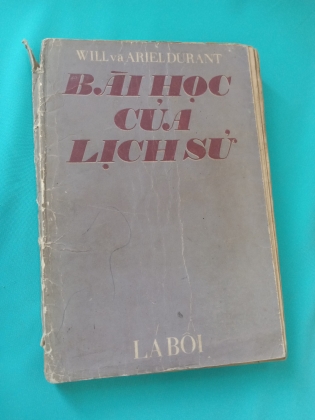 WILL và ARIEL DURANT
BÀI HỌC
CỦA
LỊCH SỬ
LÁ BỐI